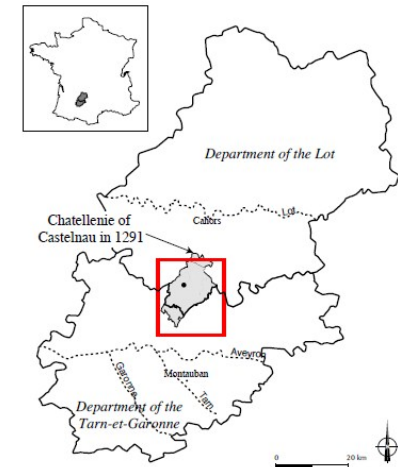 Department of the Lot
Lot
Cahors
Chatellenie of
Castelnau in 1291
Aveyron
Garonne
Montauban
Tarn
Department of the
Tarn-et-Garonne
0 20 km